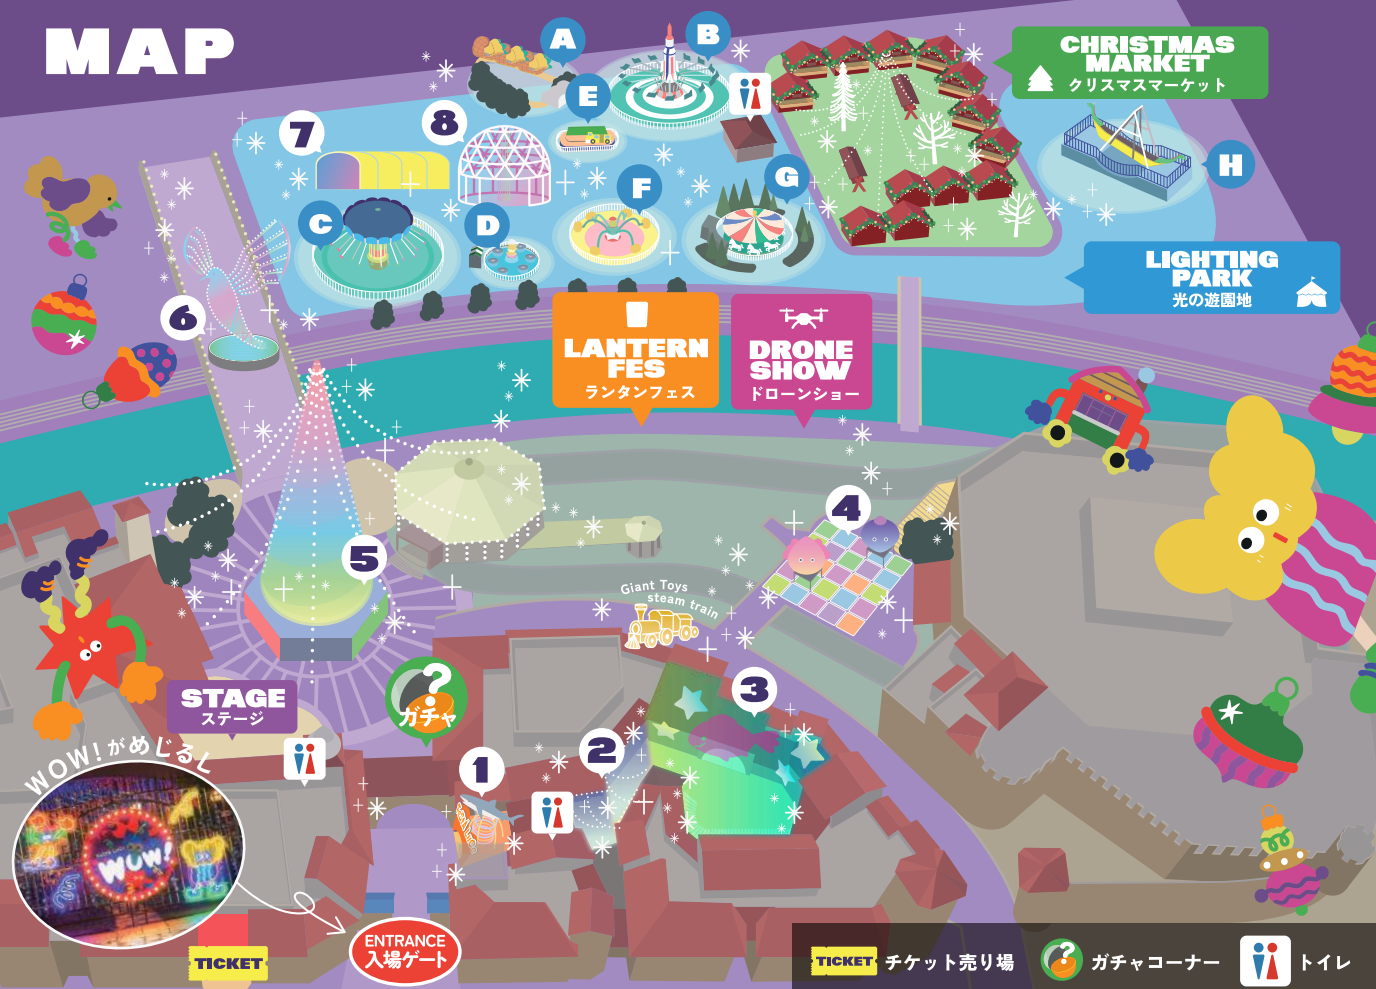 MAP
A
B
CHRISTMAS
MARKET
クリスマスマーケット
E
8
7
H
G
F
C
D
LIGHTING
PARK
光の遊園地
6
LANTERN
FES
ランタンフェス
DRONE
SHOW
ドローンショー
4
5
Giant Toys
steam train
STAGE
ステージ
?
ガチャ
3
2
1
WOW!がめじるし
WOW!
ENTRANCE
入場ゲート
TICKET
TICKET チケット売り場
? ガチャコーナー
トイレ